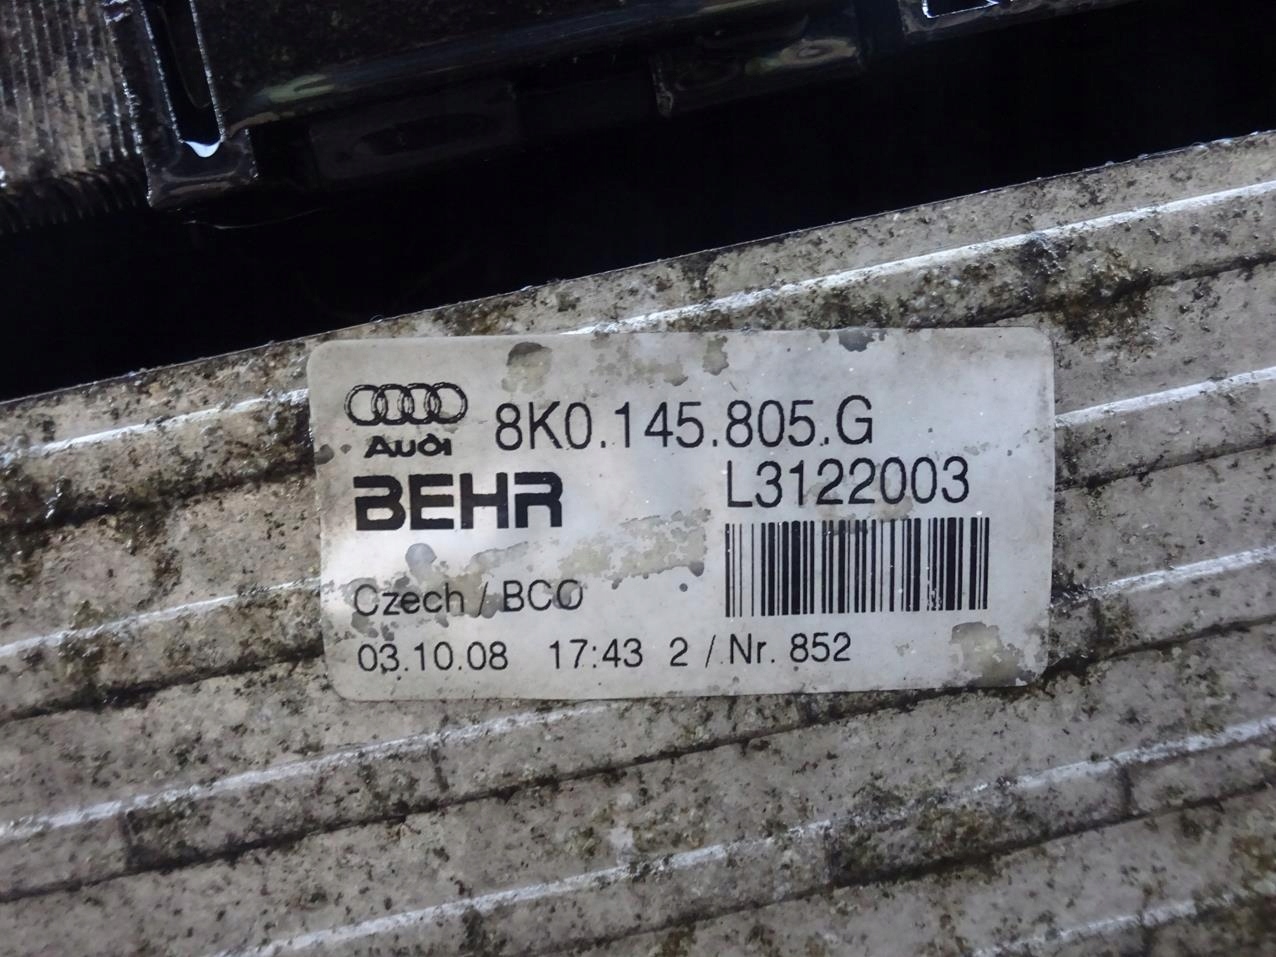 8K0.145.805.G
Audi
L3122003
BEHR
Czech / BCO
03.10.08 17:43 2 / Nr. 852